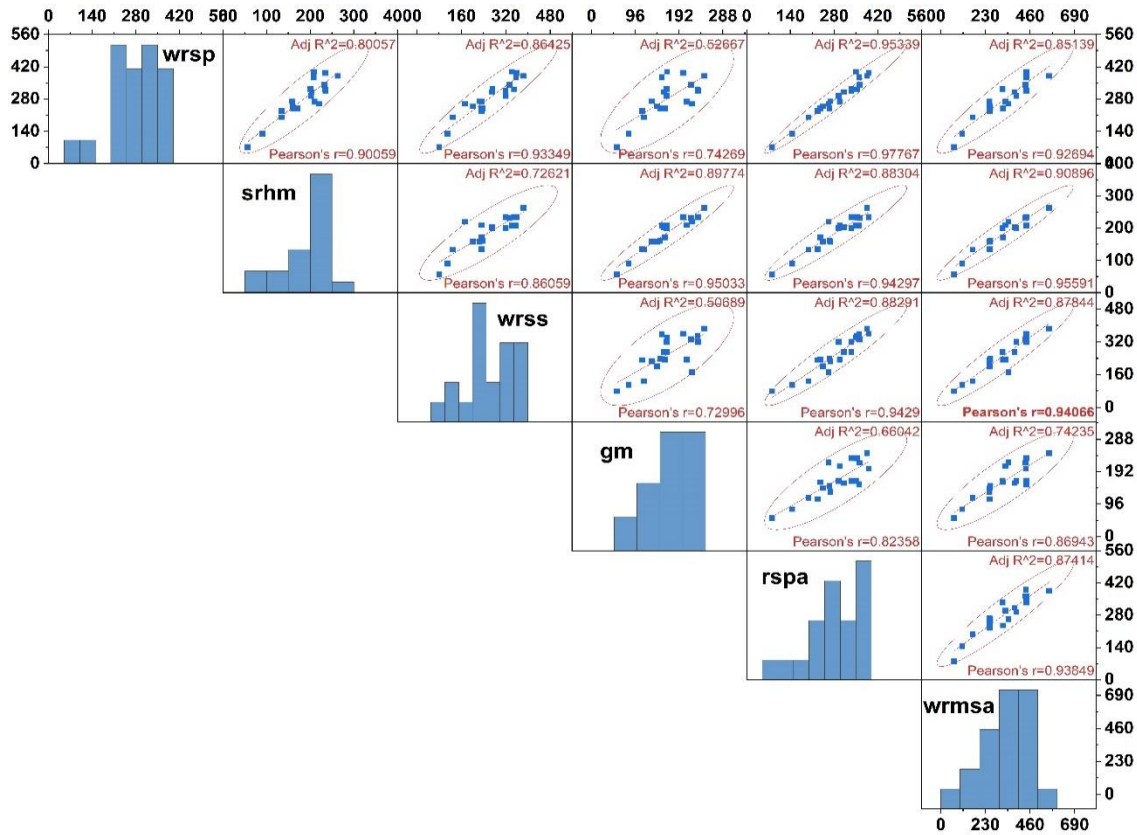 0 140 280 420 560 0 100 200 300 400 0 160 320 480 0 96 192 288 0 140 280 420 560 0 230 460 690
560
420
280
140
0
wrsp
Adj R^2=0.80057
Pearson's r=0.90059
Adj R^2=0.86425
Pearson's r=0.93349
Adj R^2=0.52667
Pearson's r=0.74269
Adj R^2=0.95339
Pearson's r=0.97767
Adj R^2=0.85139
Pearson's r=0.92694
560
420
280
140
0
srhm
Adj R^2=0.72621
Pearson's r=0.86059
Adj R^2=0.89774
Pearson's r=0.95033
Adj R^2=0.88304
Pearson's r=0.94297
Adj R^2=0.90896
Pearson's r=0.95591
300
200
100
0
wrss
Adj R^2=0.50689
Pearson's r=0.72996
Adj R^2=0.88291
Pearson's r=0.9429
Adj R^2=0.87844
Pearson's r=0.94066
480
320
160
0
gm
Adj R^2=0.66042
Pearson's r=0.82358
Adj R^2=0.74235
Pearson's r=0.86943
288
192
96
0
rspa
Adj R^2=0.87414
Pearson's r=0.93849
560
420
280
140
0
wrmsa
690
460
230
0
0 230 460 690